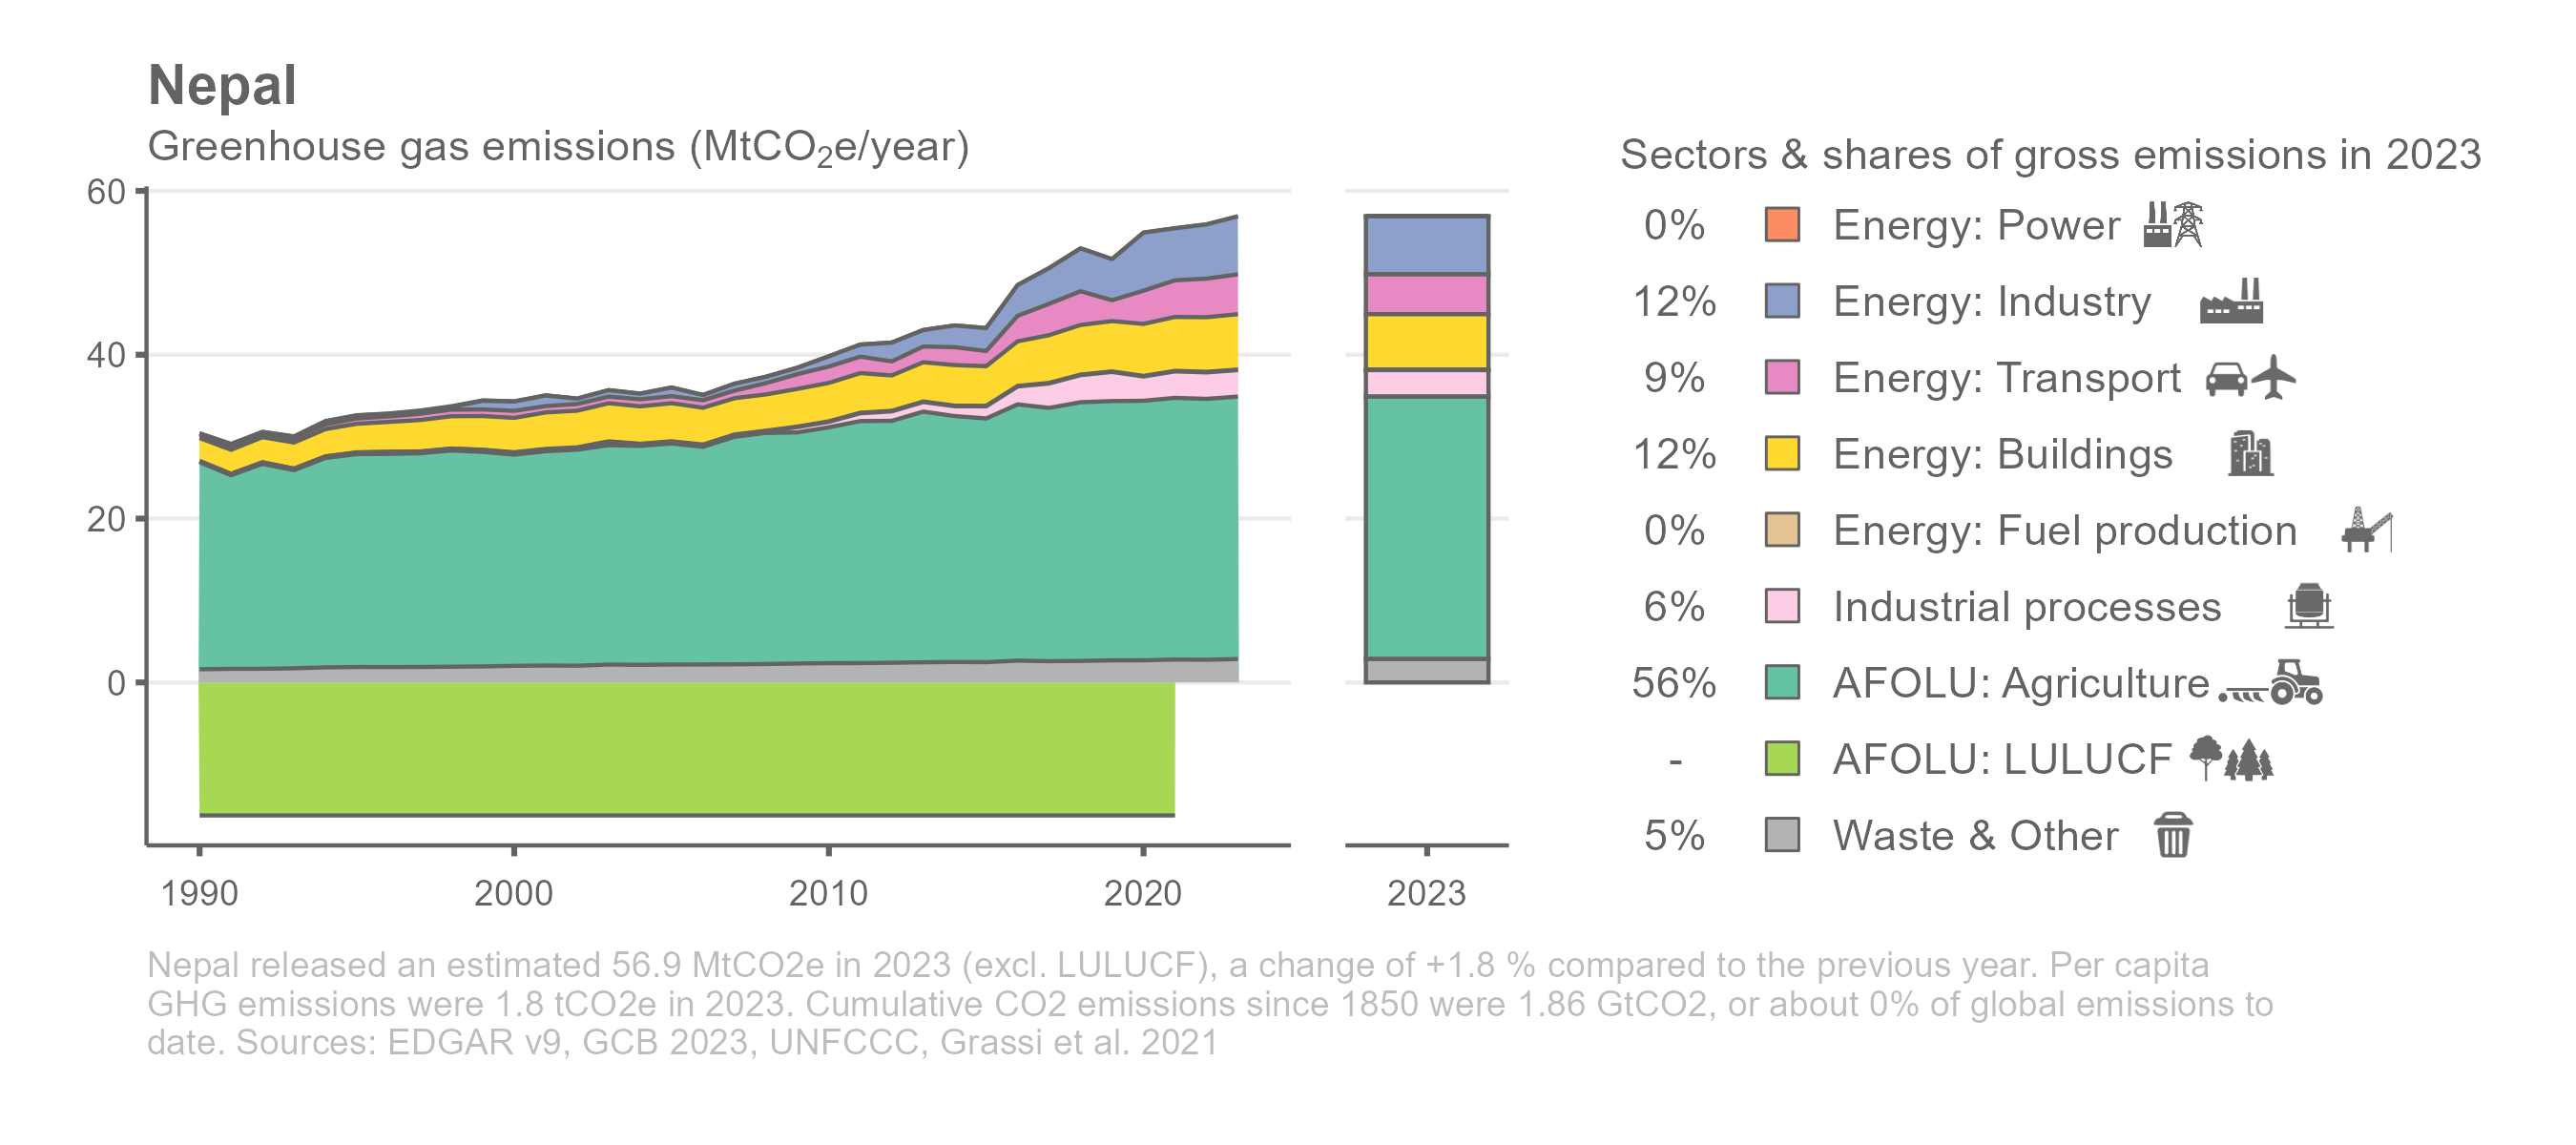 Nepal
Greenhouse gas emissions (MtCO₂e/year)
Sectors & shares of gross emissions in 2023
60
40
20
0
1990
2000
2010
2020
2023
0% Energy: Power
12% Energy: Industry
9% Energy: Transport
12% Energy: Buildings
0% Energy: Fuel production
6% Industrial processes
56% AFOLU: Agriculture
- AFOLU: LULUCF
5% Waste & Other
Nepal released an estimated 56.9 MtCO2e in 2023 (excl. LULUCF), a change of +1.8 % compared to the previous year. Per capita
GHG emissions were 1.8 tCO2e in 2023. Cumulative CO2 emissions since 1850 were 1.86 GtCO2, or about 0% of global emissions to
date. Sources: EDGAR v9, GCB 2023, UNFCCC, Grassi et al. 2021